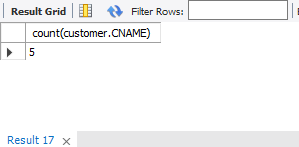 Result Grid Filter Rows:
count(customer.CNAME)
5
Result 17